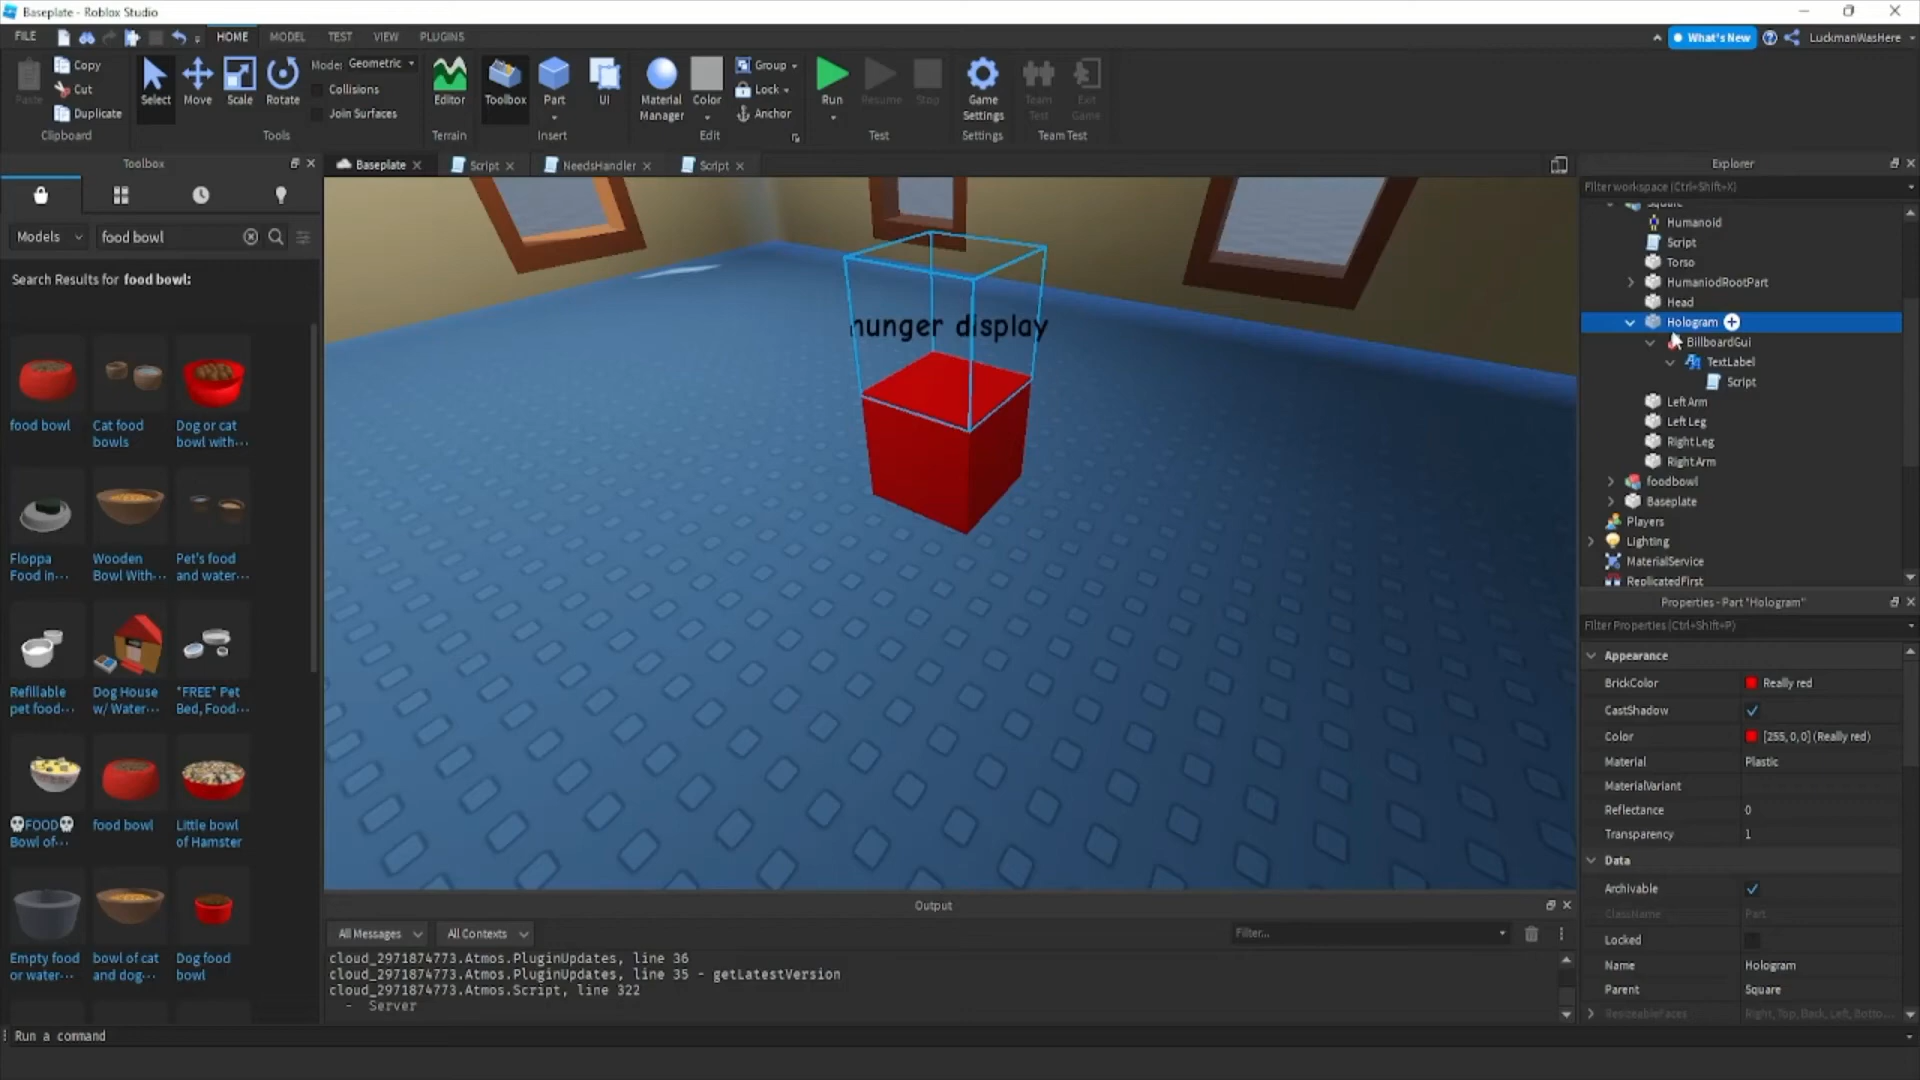 Baseplate - Roblox Studio
FILE
HOME
MODEL
TEST
VIEW
PLUGINS
What's New
LuckmanWasHere
Paste
Copy
Cut
Duplicate
Clipboard
Select
Move
Scale
Rotate
Mode: Geometric
Collisions
Join Surfaces
Tools
Editor
Terrain
Toolbox
Part
UI
Insert
Material Manager
Color
Group
Lock
Anchor
Edit
Run
Resume
Stop
Test
Game Settings
Settings
Team Test
Exit Game
Team Test
Toolbox
Models
food bowl
Search Results for food bowl:
food bowl
Cat food bowls
Dog or cat bowl with···
Floppa Food in···
Wooden Bowl With···
Pet's food and water···
Refillable pet food···
Dog House w/ Water···
*FREE* Pet Bed, Food···
💀FOOD💀 Bowl of···
food bowl
Little bowl of Hamster
Empty food or water···
bowl of cat and dog···
Dog food bowl
Baseplate
Script
NeedsHandler
Script
hunger display
Output
All Messages
All Contexts
Filter...
cloud_2971874773.Atmos.PluginUpdates, line 36
cloud_2971874773.Atmos.PluginUpdates, line 35 - getLatestVersion
cloud_2971874773.Atmos.Script, line 322
- Server
Run a command
Explorer
Filter workspace (Ctrl+Shift+X)
Square
Humanoid
Script
Torso
HumaniodRootPart
Head
Hologram
BillboardGui
TextLabel
Script
Left Arm
Left Leg
Right Leg
Right Arm
foodbowl
Baseplate
Players
Lighting
MaterialService
ReplicatedFirst
Properties - Part "Hologram"
Filter Properties (Ctrl+Shift+P)
Appearance
BrickColor Really red
CastShadow
Color [255, 0, 0] (Really red)
Material Plastic
MaterialVariant
Reflectance 0
Transparency 1
Data
Archivable
ClassName Part
Locked
Name Hologram
Parent Square
ResizeableFaces Right, Top, Back, Left, Botto...